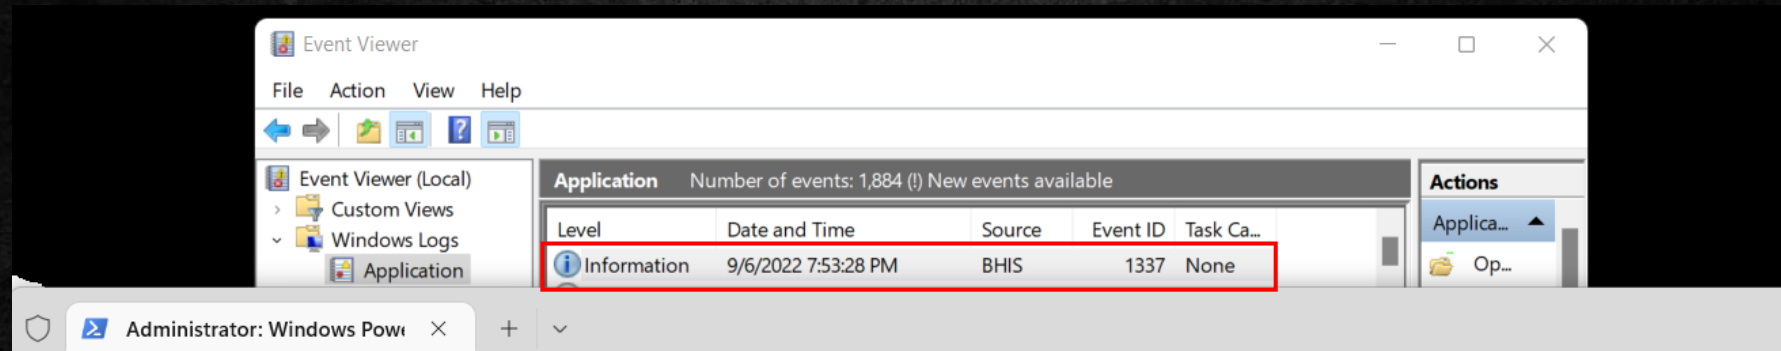 Event Viewer
File Action View Help
Event Viewer (Local)
Custom Views
Windows Logs
Application
Application Number of events: 1,884 (!) New events available
Level Date and Time Source Event ID Task Ca...
Information 9/6/2022 7:53:28 PM BHIS 1337 None
Actions
Applica...
Op...
Administrator: Windows Powe